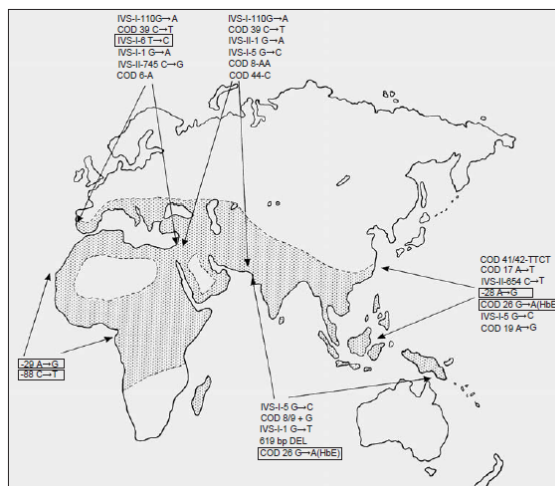 IVS-I-110G→A
COD 39 C→T
IVS-I-6 T→C
IVS-I-1 G→A
IVS-II-745 C→G
COD 6-A
IVS-I-110G→A
COD 39 C→T
IVS-II-1 G→A
IVS-I-5 G→C
COD 8-AA
COD 44-C
COD 41/42-TTCT
COD 17 A→T
IVS-II-654 C→T
-28 A→G
COD 26 G→A(HbE)
IVS-I-5 G→C
COD 19 A→G
-29 A→G
-88 C→T
IVS-I-5 G→C
COD 8/9 + G
IVS-I-1 G→T
619 bp DEL
COD 26 G→A(HbE)